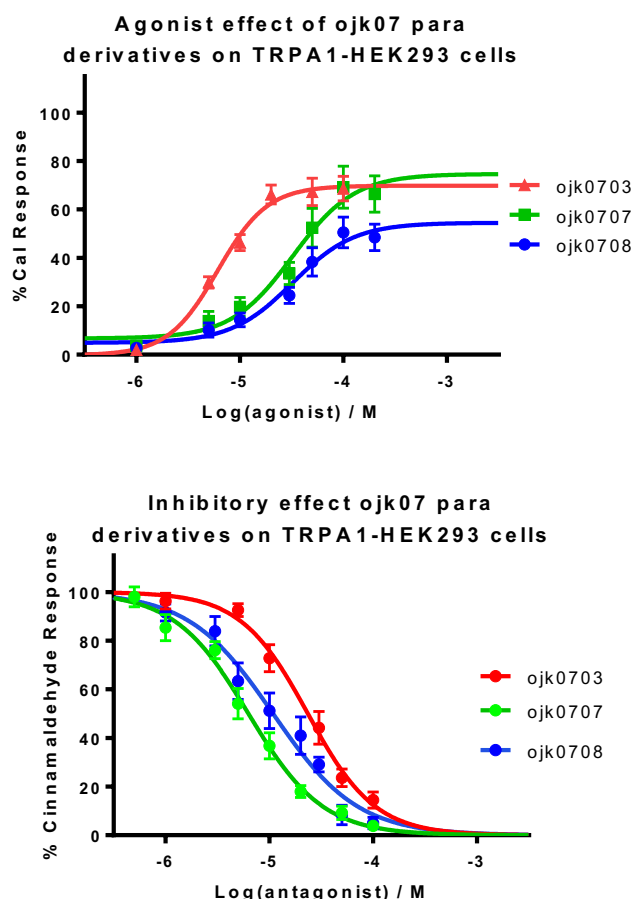 Agonist effect of ojk07 para
derivatives on TRPA1-HEK293 cells
% CaI Response
100
80
60
40
20
0
-6
-5
-4
-3
Log(agonist) / M
ojk0703
ojk0707
ojk0708
Inhibitory effect ojk07 para
derivatives on TRPA1-HEK293 cells
% Cinnamaldehyde Response
100
80
60
40
20
0
-6
-5
-4
-3
Log(antagonist) / M
ojk0703
ojk0707
ojk0708